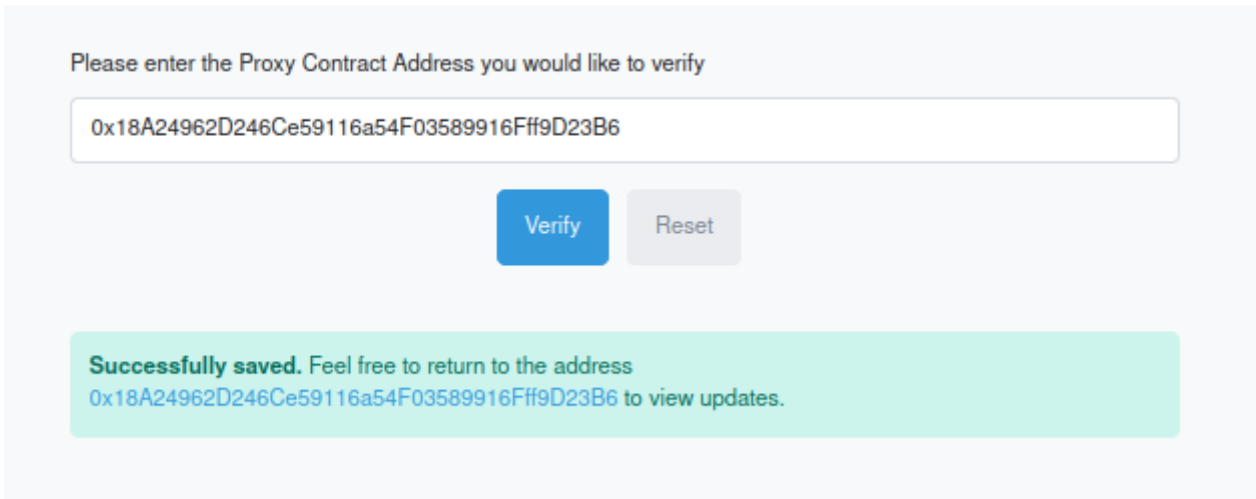 Please enter the Proxy Contract Address you would like to verify
0x18A24962D246Ce59116a54F03589916Fff9D23B6
Verify Reset
Successfully saved. Feel free to return to the address
0x18A24962D246Ce59116a54F03589916Fff9D23B6 to view updates.